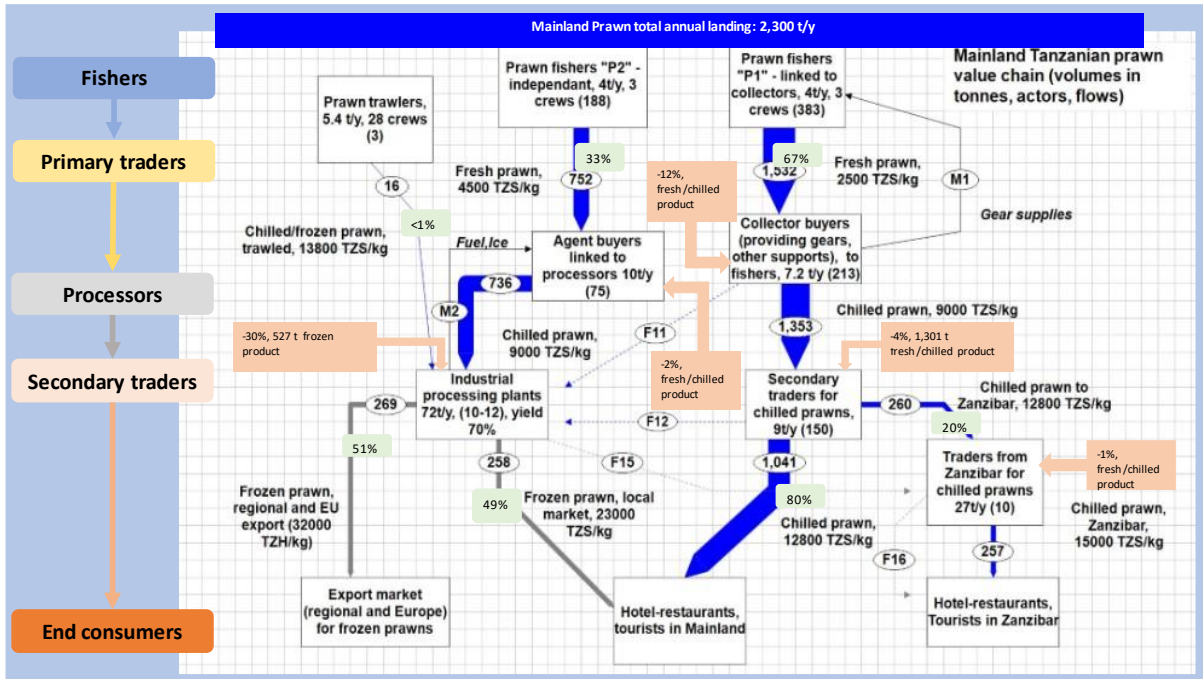 Mainland Prawn total annual landing: 2,300 t/y
Fishers
Primary traders
Processors
Secondary traders
End consumers
Mainland Tanzanian prawn
value chain (volumes in
tonnes, actors, flows)
Prawn trawlers,
5.4 t/y, 28 crews
(3)
Prawn fishers "P2" -
independant, 4t/y, 3
crews (188)
Prawn fishers
"P1" - linked to
collectors, 4t/y, 3
crews (383)
16
<1%
Chilled/frozen prawn,
trawled, 13800 TZS/kg
Fresh prawn,
4500 TZS/kg
33%
752
-12%,
fresh/chilled
product
67%
1,532
Fresh prawn,
2500 TZS/kg
M1
Gear supplies
Fuel,Ice
Agent buyers
linked to
processors 10t/y
(75)
Collector buyers
(providing gears,
other supports), to
fishers, 7.2 t/y (213)
736
M2
Chilled prawn,
9000 TZS/kg
F11
1,353
Chilled prawn, 9000 TZS/kg
-30%, 527 t frozen
product
-2%,
fresh/chilled
product
-4%, 1,301 t
fresh/chilled product
Industrial
processing plants
72t/y, (10-12), yield
70%
F12
Secondary
traders for
chilled prawns,
9t/y (150)
260
Chilled prawn to
Zanzibar, 12800 TZS/kg
20%
269
51%
258
49%
F15
1,041
80%
Traders from
Zanzibar for
chilled prawns
27t/y (10)
-1%,
fresh/chilled
product
Frozen prawn,
regional and EU
export (32000
TZH/kg)
Frozen prawn, local
market, 23000
TZS/kg
Chilled prawn,
12800 TZS/kg
Chilled prawn,
Zanzibar,
15000 TZS/kg
F16
257
Export market
(regional and Europe)
for frozen prawns
Hotel-restaurants,
tourists in Mainland
Hotel-restaurants,
Tourists in Zanzibar